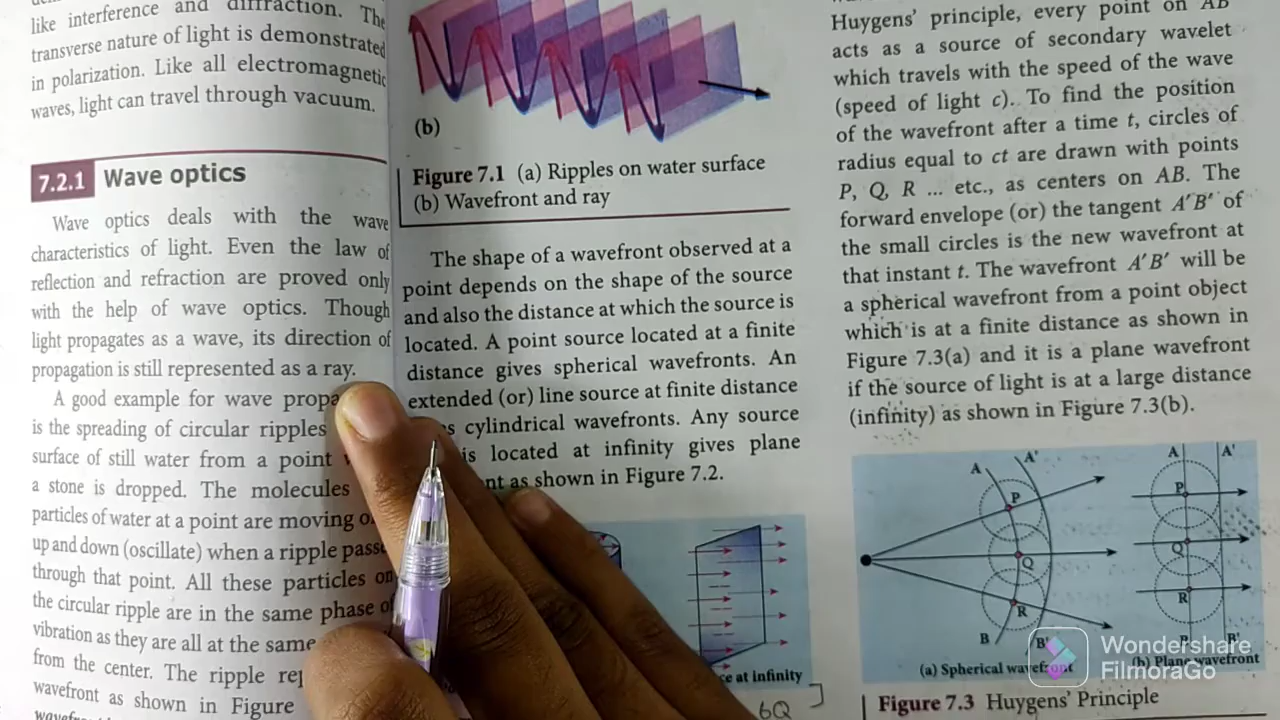 like interference and diffraction. The
transverse nature of light is demonstrated
in polarization. Like all electromagnetic
waves, light can travel through vacuum.
7.2.1 Wave optics
Wave optics deals with the wave
characteristics of light. Even the law of
reflection and refraction are proved only
with the help of wave optics. Though
light propagates as a wave, its direction of
propagation is still represented as a ray.
A good example for wave propa
is the spreading of circular ripples
surface of still water from a point
a stone is dropped. The molecules
particles of water at a point are moving
up and down (oscillate) when a ripple
through that point. All these particles on
the circular ripple are in the same phase of
vibration as they are all at the same
from the center. The ripple
wavefront as shown in Figure
(b)
Figure 7.1 (a) Ripples on water surface
(b) Wavefront and ray
The shape of a wavefront observed at a
point depends on the shape of the source
and also the distance at which the source is
located. A point source located at a finite
distance gives spherical wavefronts. An
extended (or) line source at finite distance
cylindrical wavefronts. Any source
is located at infinity gives plane
nt as shown in Figure 7.2.
ce at infinity
6Q
Huygens' principle, every point on AB
acts as a source of secondary wavelet
which travels with the speed of the wave
(speed of light c). To find the position
of the wavefront after a time t, circles of
radius equal to ct are drawn with points
P, Q, R ... etc., as centers on AB. The
forward envelope (or) the tangent A′B′ of
the small circles is the new wavefront at
that instant t. The wavefront A′B′ will be
a spherical wavefront from a point object
which is at a finite distance as shown in
Figure 7.3(a) and it is a plane wavefront
if the source of light is at a large distance
(infinity) as shown in Figure 7.3(b).
A A'
P
Q
R
B B'
(a) Spherical wavefront
A A'
P
Q
R
B'
(b) Plane wavefront
Figure 7.3 Huygens' Principle
Wondershare
FilmoraGo